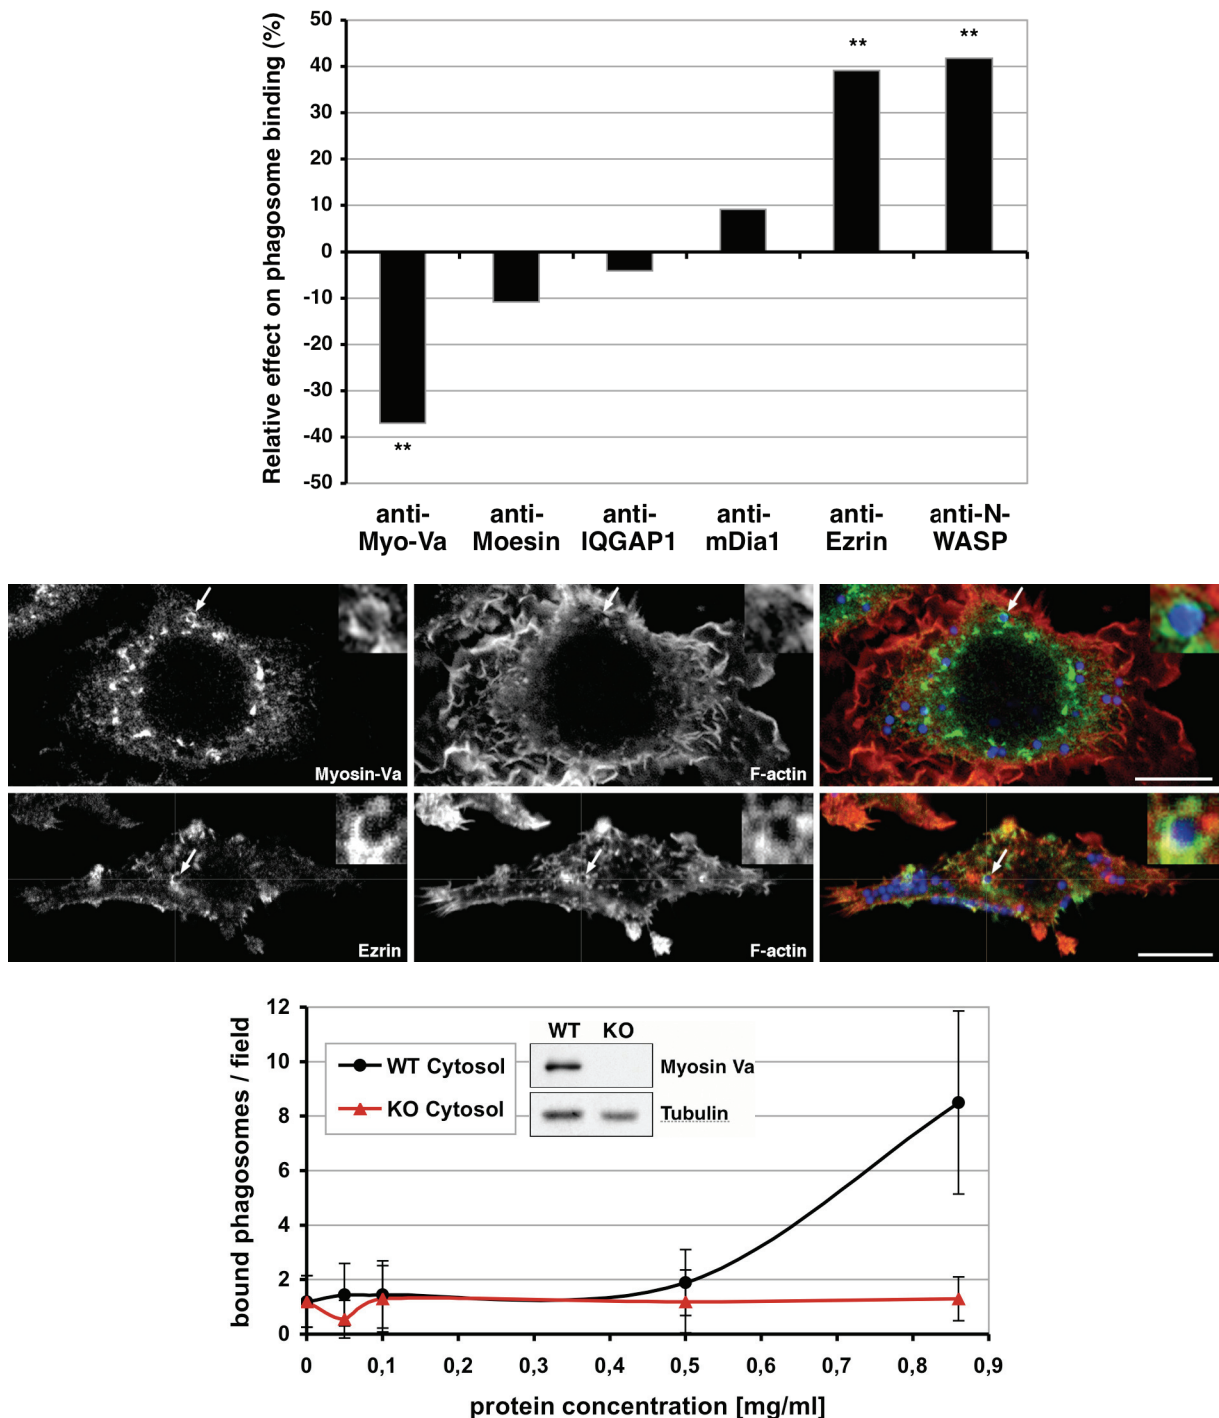 Relative effect on phagosome binding (%)
50
40
30
20
10
0
-10
-20
-30
-40
-50
**
**
**
anti-
Myo-Va
anti-
Moesin
anti-
IQGAP1
anti-
mDia1
anti-
Ezrin
anti-N-
WASP
Myosin-Va
F-actin
Ezrin
F-actin
bound phagosomes / field
12
10
8
6
4
2
0
WT Cytosol
KO Cytosol
WT KO
Myosin Va
Tubulin
0 0,1 0,2 0,3 0,4 0,5 0,6 0,7 0,8 0,9
protein concentration [mg/ml]